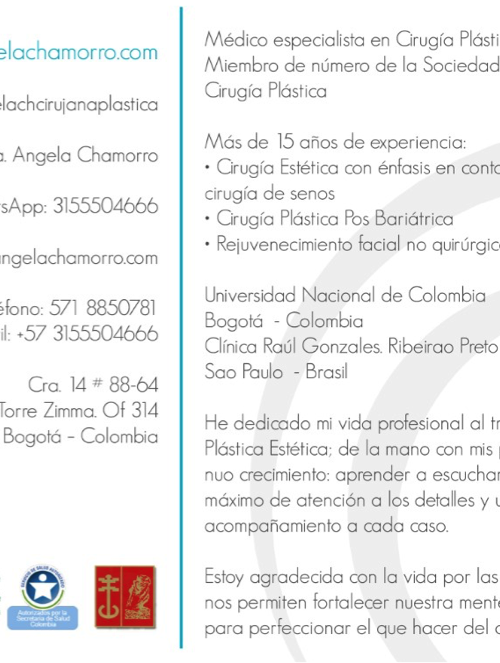 elachamorro.com
elachcirujanaplastica
a. Angela Chamorro
sApp: 3155504666
angelachamorro.com
éfono: 571 8850781
il: +57 3155504666
Cra. 14 # 88-64
Torre Zimma. Of 314
Bogotá - Colombia
Autorizados por la
Secretaria de Salud
Colombia
Médico especialista en Cirugía Plásti
Miembro de número de la Sociedad
Cirugía Plástica
Más de 15 años de experiencia:
• Cirugía Estética con énfasis en conto
cirugía de senos
• Cirugía Plástica Pos Bariátrica
• Rejuvenecimiento facial no quirúrgic
Universidad Nacional de Colombia
Bogotá - Colombia
Clínica Raúl Gonzales. Ribeirao Preto
Sao Paulo - Brasil
He dedicado mi vida profesional al tr
Plástica Estética; de la mano con mis p
nuo crecimiento: aprender a escuchar
máximo de atención a los detalles y u
acompañamiento a cada caso.
Estoy agradecida con la vida por las
nos permiten fortalecer nuestra mente
para perfeccionar el que hacer del c